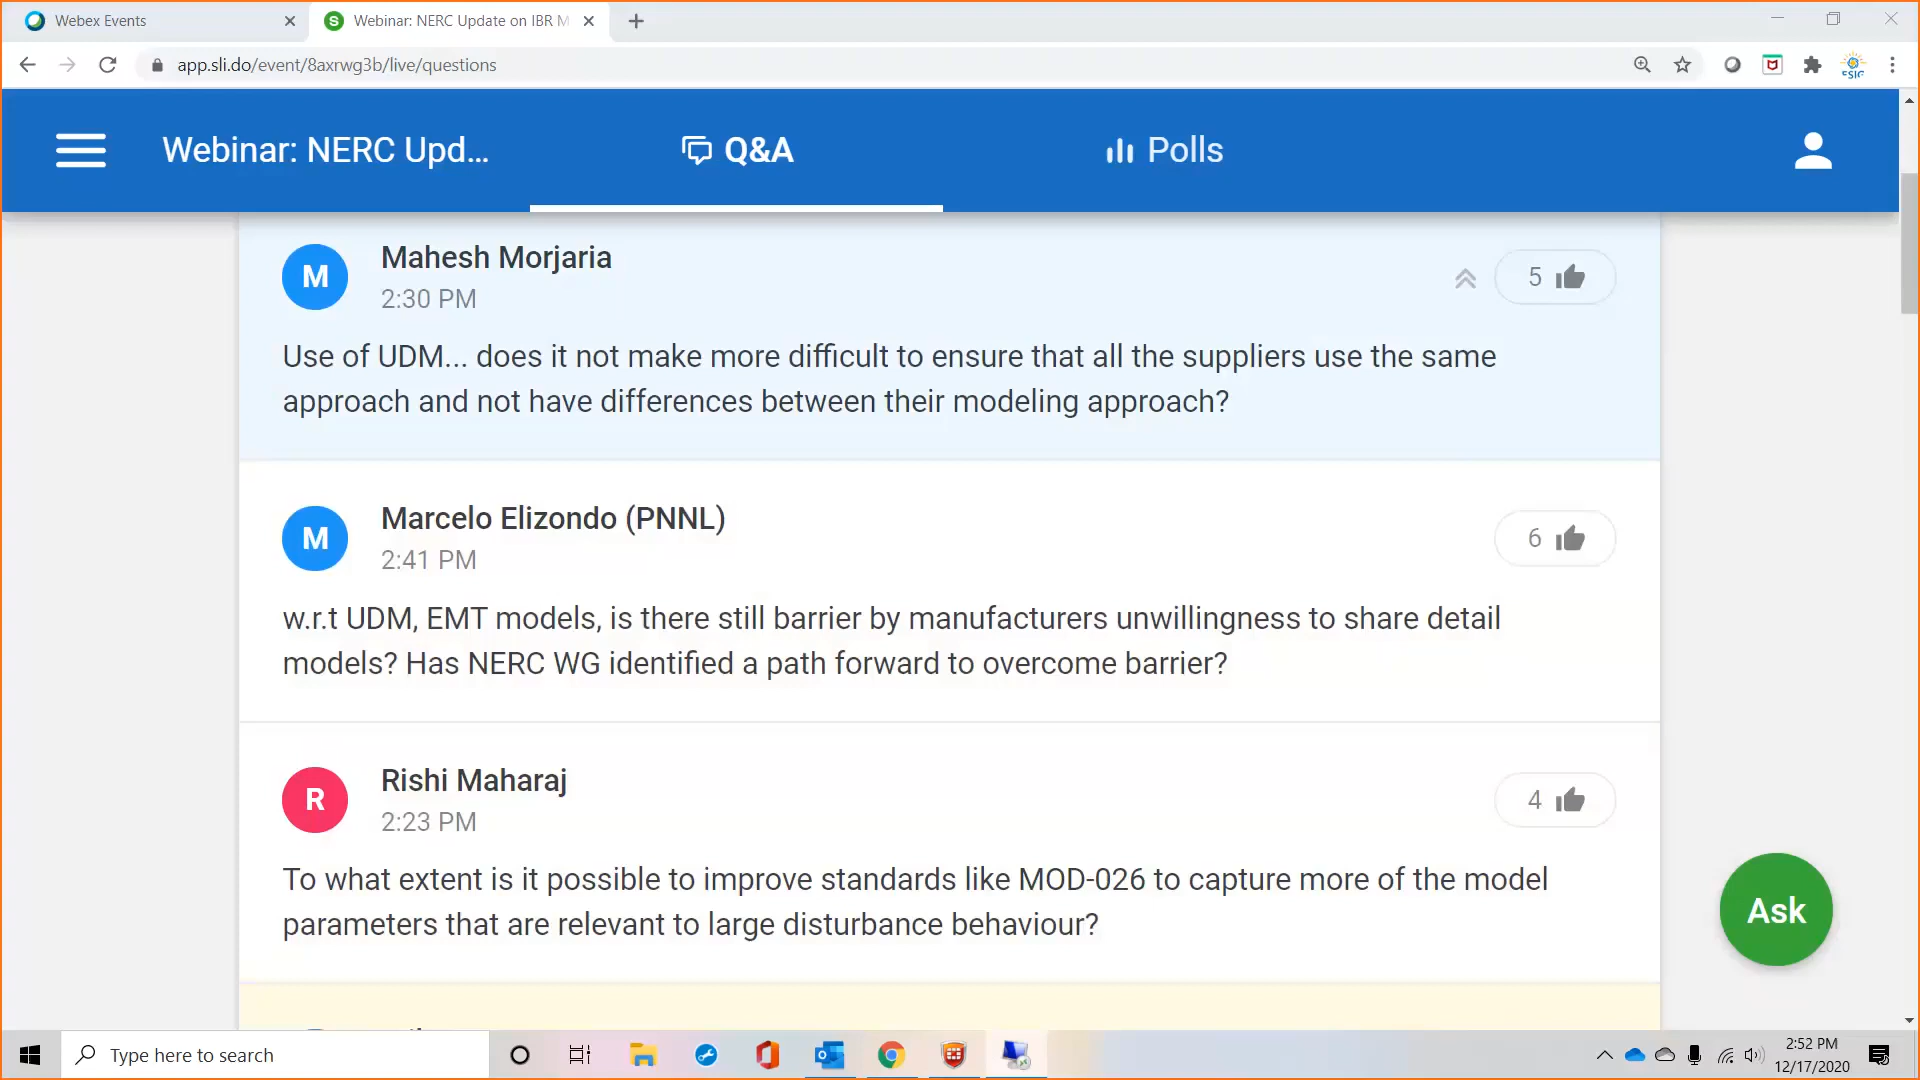 Webex Events
S Webinar: NERC Update on IBR M
app.sli.do/event/8axrwg3b/live/questions
ESIG
Webinar: NERC Upd...
Q&A
Polls
M
Mahesh Morjaria
2:30 PM
5
Use of UDM... does it not make more difficult to ensure that all the suppliers use the same
approach and not have differences between their modeling approach?
M
Marcelo Elizondo (PNNL)
2:41 PM
6
w.r.t UDM, EMT models, is there still barrier by manufacturers unwillingness to share detail
models? Has NERC WG identified a path forward to overcome barrier?
R
Rishi Maharaj
2:23 PM
4
To what extent is it possible to improve standards like MOD-026 to capture more of the model
parameters that are relevant to large disturbance behaviour?
Ask
Type here to search
2:52 PM
12/17/2020